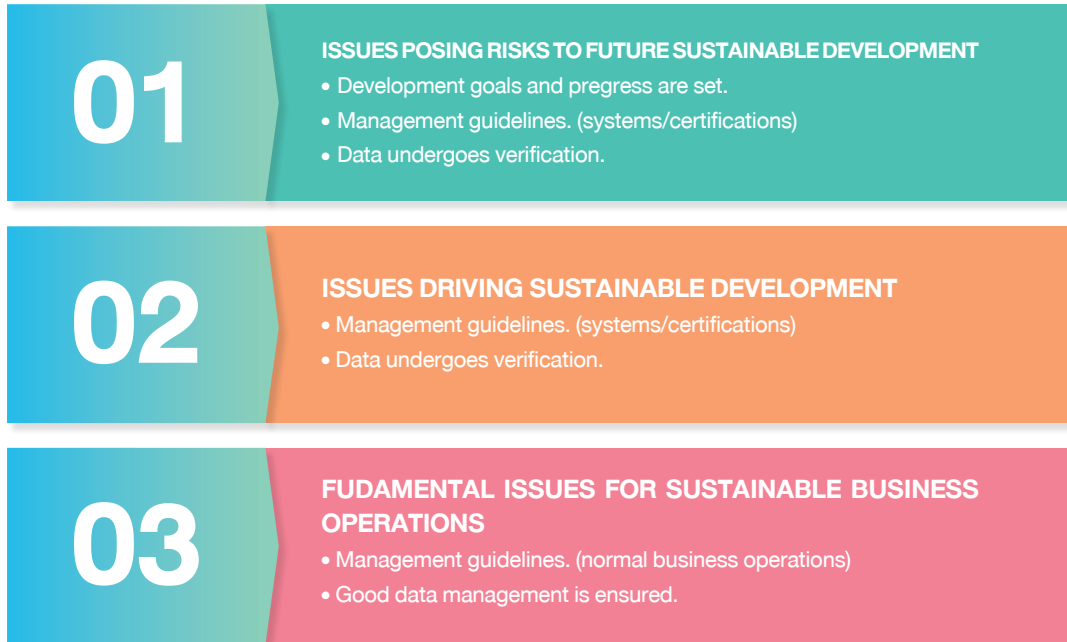 01
ISSUES POSING RISKS TO FUTURE SUSTAINABLE DEVELOPMENT
• Development goals and pregress are set.
• Management guidelines. (systems/certifications)
• Data undergoes verification.
02
ISSUES DRIVING SUSTAINABLE DEVELOPMENT
• Management guidelines. (systems/certifications)
• Data undergoes verification.
03
FUDAMENTAL ISSUES FOR SUSTAINABLE BUSINESS
OPERATIONS
• Management guidelines. (normal business operations)
• Good data management is ensured.